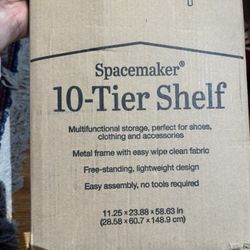 Spacemaker®
10-Tier Shelf
Multifunctional storage, perfect for shoes,
clothing and accessories
Metal frame with easy wipe clean fabric
Free-standing, lightweight design
Easy assembly, no tools required
11.25 x 23.88 x 58.63 in
(28.58 x 60.7 x 148.9 cm)